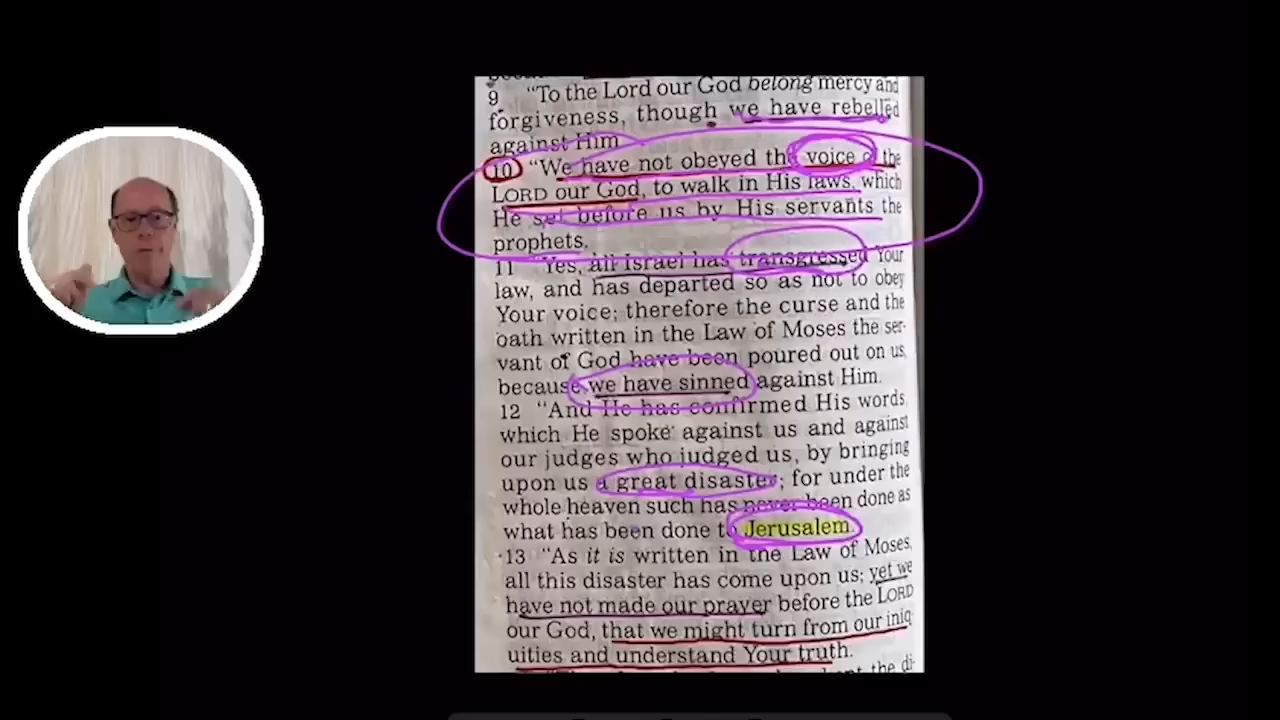 9 "To the Lord our God belong mercy and
forgiveness, though we have rebelled
against Him.
10 "We have not obeyed the voice of the
LORD our God, to walk in His laws, which
He set before us by His servants the
prophets.
11 "Yes, all Israel has transgressed Your
law, and has departed so as not to obey
Your voice; therefore the curse and the
oath written in the Law of Moses the ser-
vant of God have been poured out on us,
because we have sinned against Him.
12 "And He has confirmed His words,
which He spoke against us and against
our judges who judged us, by bringing
upon us a great disaster; for under the
whole heaven such has never been done as
what has been done to Jerusalem.
13 "As it is written in the Law of Moses,
all this disaster has come upon us; yet we
have not made our prayer before the LORD
our God, that we might turn from our iniq-
uities and understand Your truth.
the di-